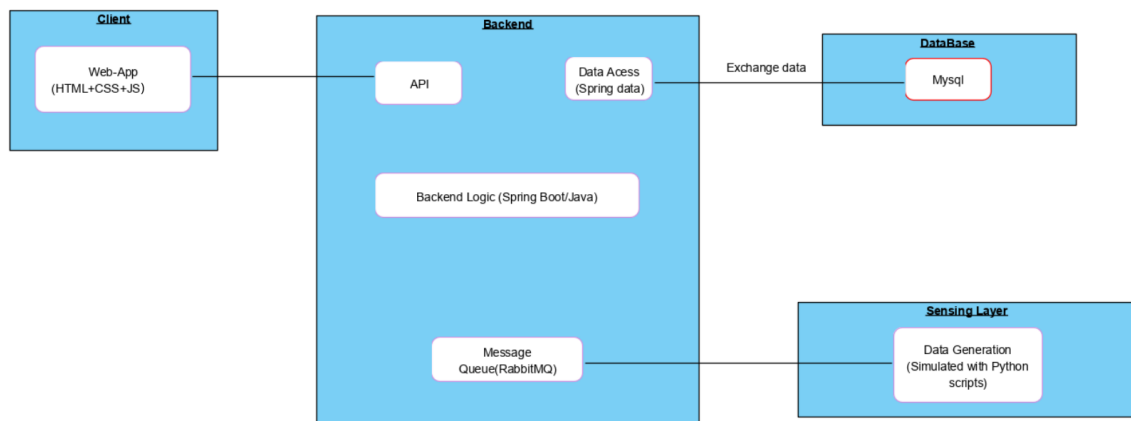 Client
Web-App
(HTML+CSS+JS)
Backend
API
Data Acess
(Spring data)
Backend Logic (Spring Boot/Java)
Message
Queue(RabbitMQ)
Exchange data
DataBase
Mysql
Sensing Layer
Data Generation
(Simulated with Python
scripts)